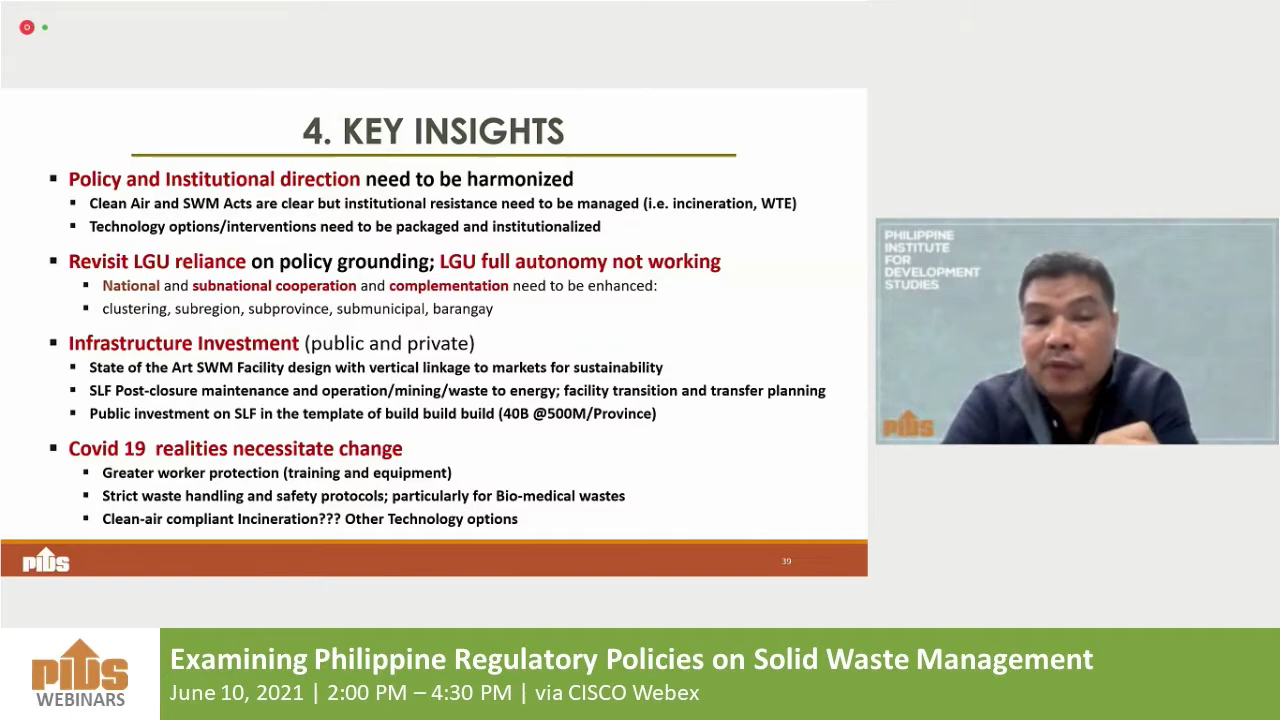 4. KEY INSIGHTS
Policy and Institutional direction need to be harmonized
Clean Air and SWM Acts are clear but institutional resistance need to be managed (i.e. incineration, WTE)
Technology options/interventions need to be packaged and institutionalized
Revisit LGU reliance on policy grounding; LGU full autonomy not working
National and subnational cooperation and complementation need to be enhanced:
clustering, subregion, subprovince, submunicipal, barangay
Infrastructure Investment (public and private)
State of the Art SWM Facility design with vertical linkage to markets for sustainability
SLF Post-closure maintenance and operation/mining/waste to energy; facility transition and transfer planning
Public investment on SLF in the template of build build build (40B @500M/Province)
Covid 19 realities necessitate change
Greater worker protection (training and equipment)
Strict waste handling and safety protocols; particularly for Bio-medical wastes
Clean-air compliant Incineration??? Other Technology options
PIDS
39
PHILIPPINE
INSTITUTE
FOR
DEVELOPMENT
STUDIES
PIDS
PIDS
WEBINARS
Examining Philippine Regulatory Policies on Solid Waste Management
June 10, 2021 | 2:00 PM – 4:30 PM | via CISCO Webex